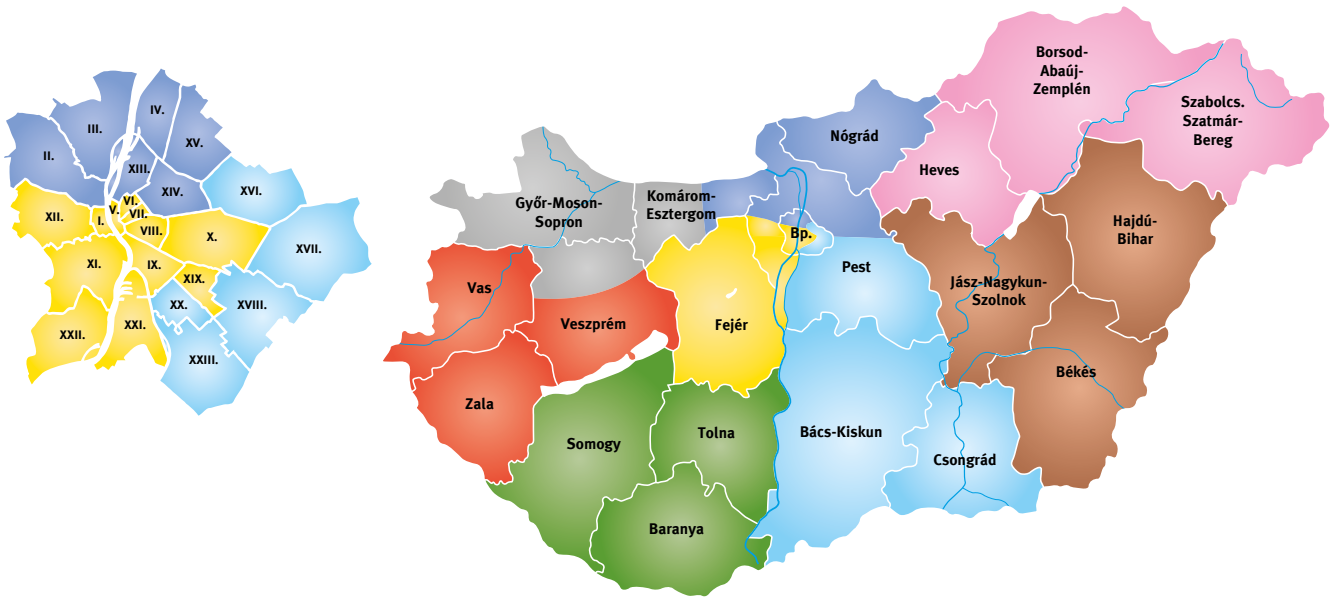 III.
IV.
XV.
II.
XIII.
XIV.
XVI.
XII.
I.
V.
VI.
VII.
VIII.
X.
XVII.
XI.
IX.
XIX.
XX.
XVIII.
XXII.
XXI.
XXIII.
Borsod-
Abaúj-
Zemplén
Szabolcs.
Szatmár-
Bereg
Nógrád
Heves
Győr-Moson-
Sopron
Komárom-
Esztergom
Bp.
Hajdú-
Bihar
Vas
Pest
Jász-Nagykun-
Szolnok
Veszprém
Fejér
Békés
Zala
Somogy
Tolna
Bács-Kiskun
Csongrád
Baranya